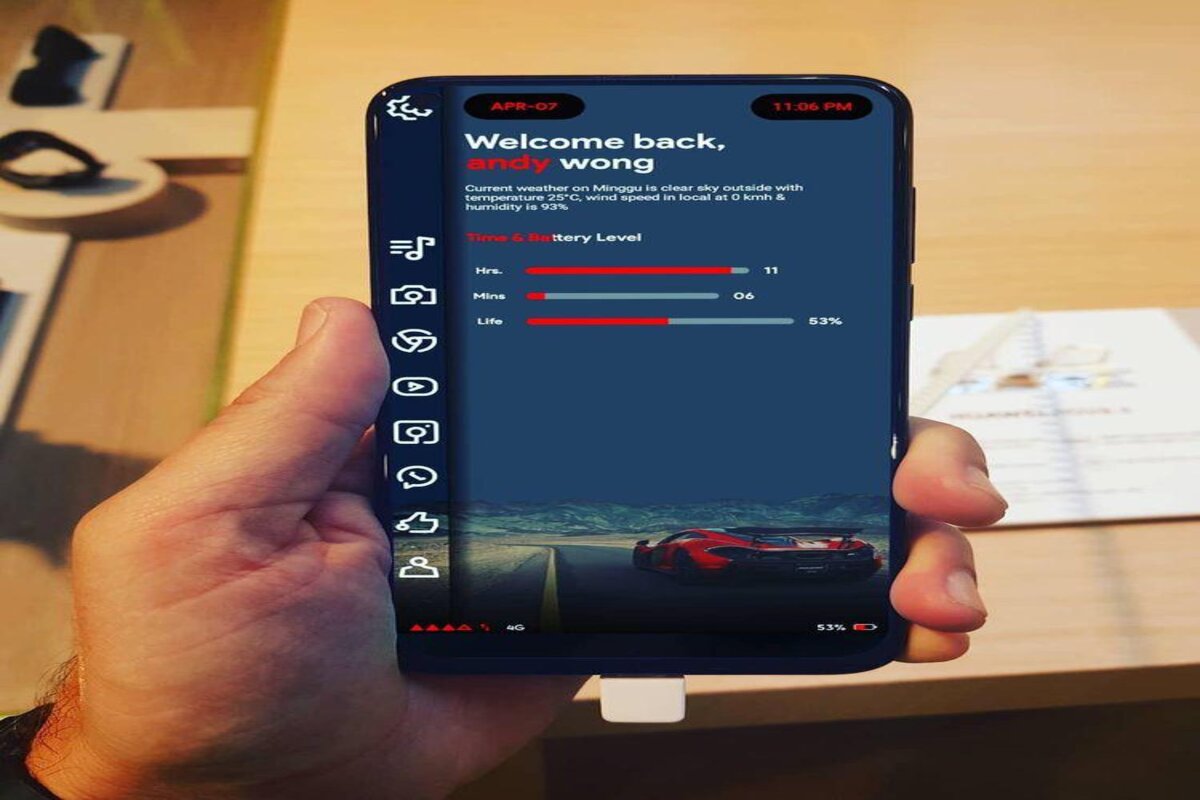 APR-07
11:06 PM
Welcome back,
andy wong
Current weather on Minggu is clear sky outside with
temperature 25°C, wind speed in local at 0 kmh &
humidity is 93%
Time & Battery Level
Hrs.
11
Mins
06
Life
53%
4G
53%